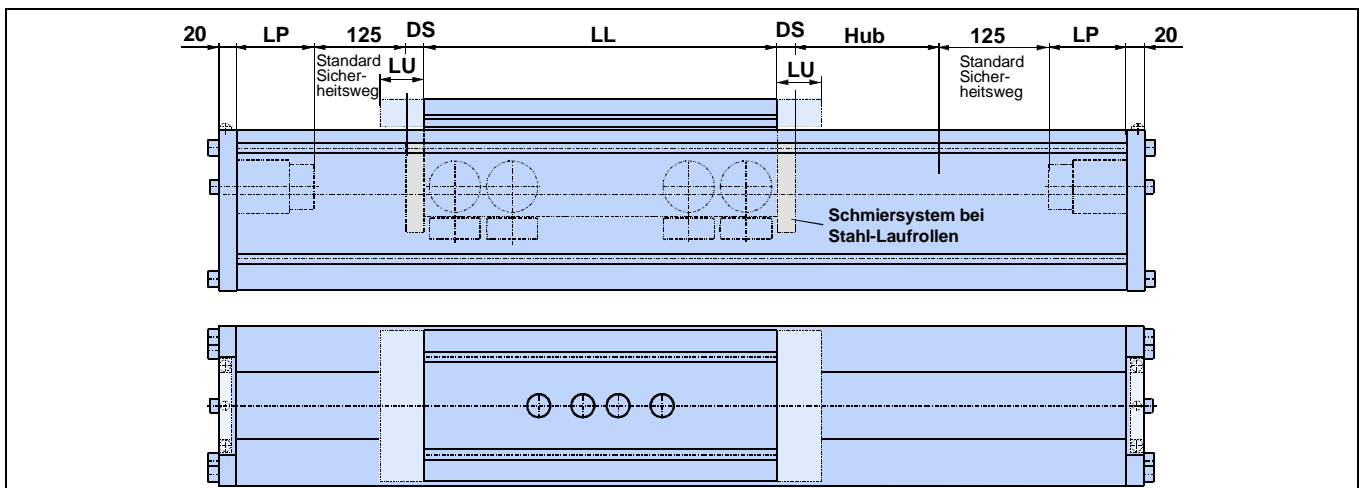 20 LP 125 DS LL DS Hub 125 LP 20
Standard
Sicher-
heitsweg
LU
LU
Standard
Sicher-
heitsweg
Schmiersystem bei
Stahl-Laufrollen